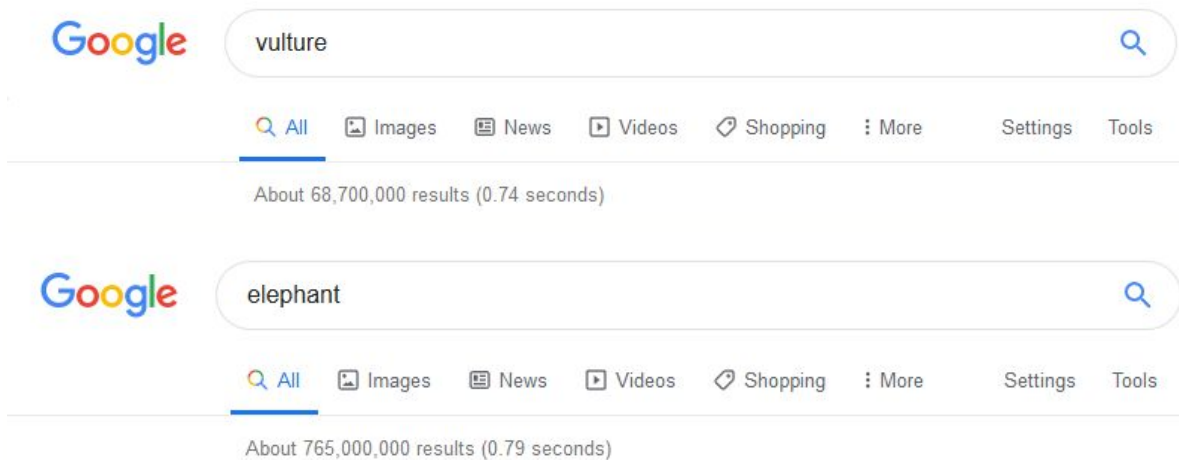 Google vulture
All Images News Videos Shopping More Settings Tools
About 68,700,000 results (0.74 seconds)
Google elephant
All Images News Videos Shopping More Settings Tools
About 765,000,000 results (0.79 seconds)